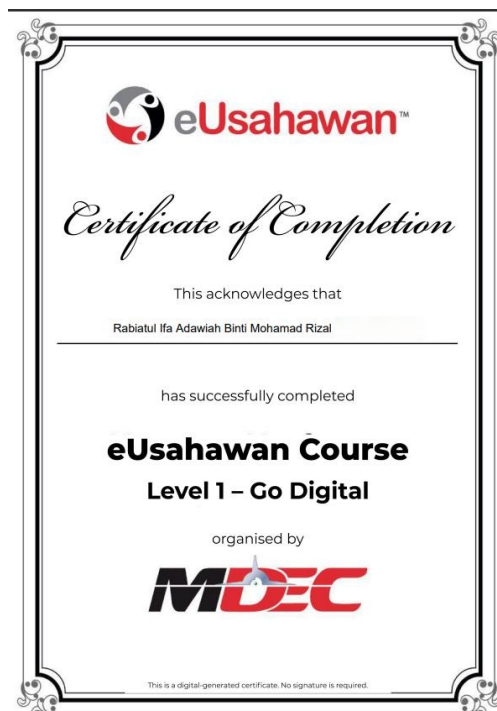 eUsahawan™
Certificate of Completion
This acknowledges that
Rabiatul Ifa Adawiah Binti Mohamad Rizal
has successfully completed
eUsahawan Course
Level 1 – Go Digital
organised by
MDEC
This is a digital-generated certificate. No signature is required.